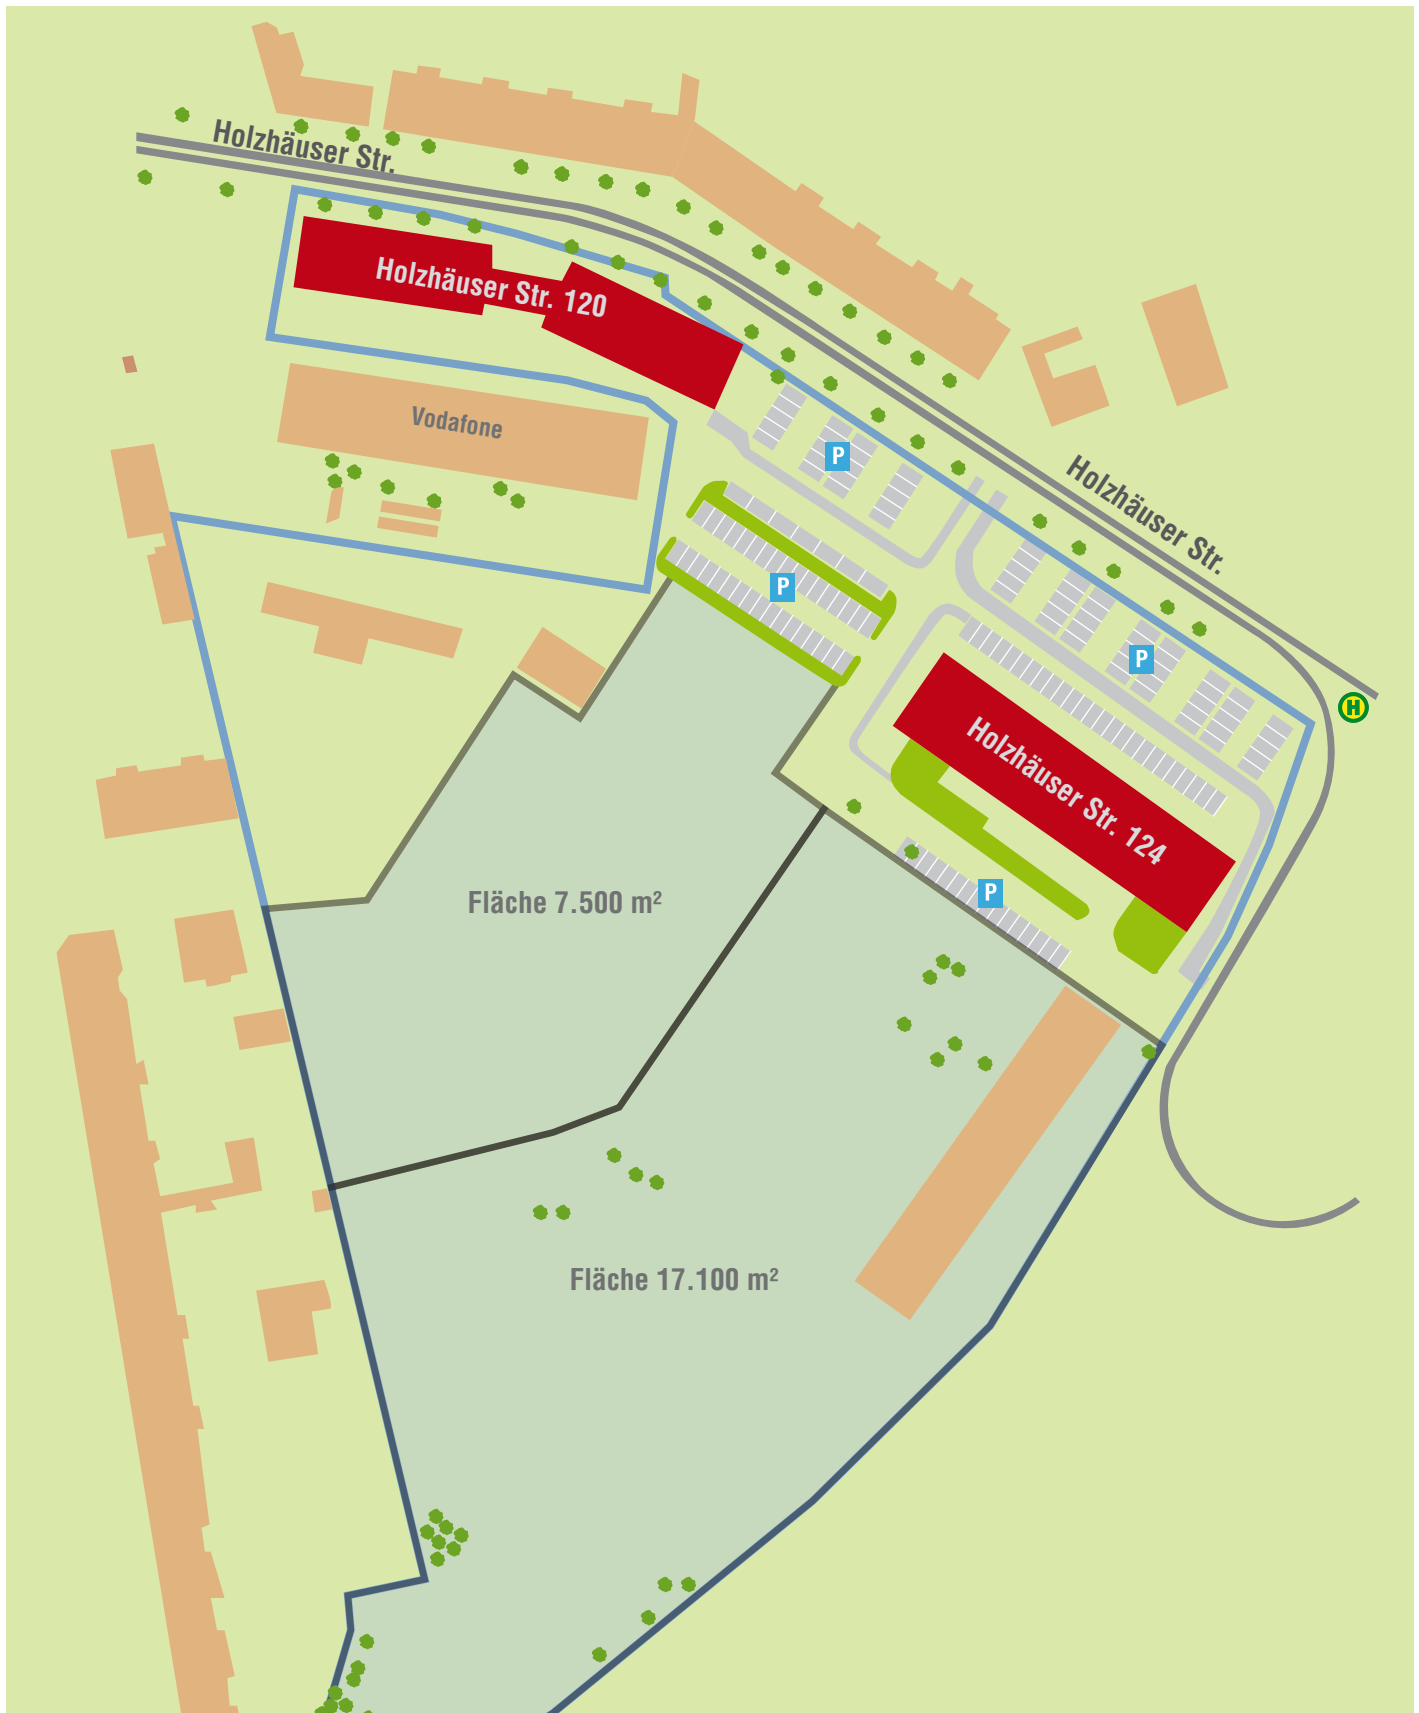 Holzhäuser Str.
Holzhäuser Str. 120
Vodafone
P
Holzhäuser Str.
P
P
H
Holzhäuser Str. 124
P
Fläche 7.500 m²
Fläche 17.100 m²